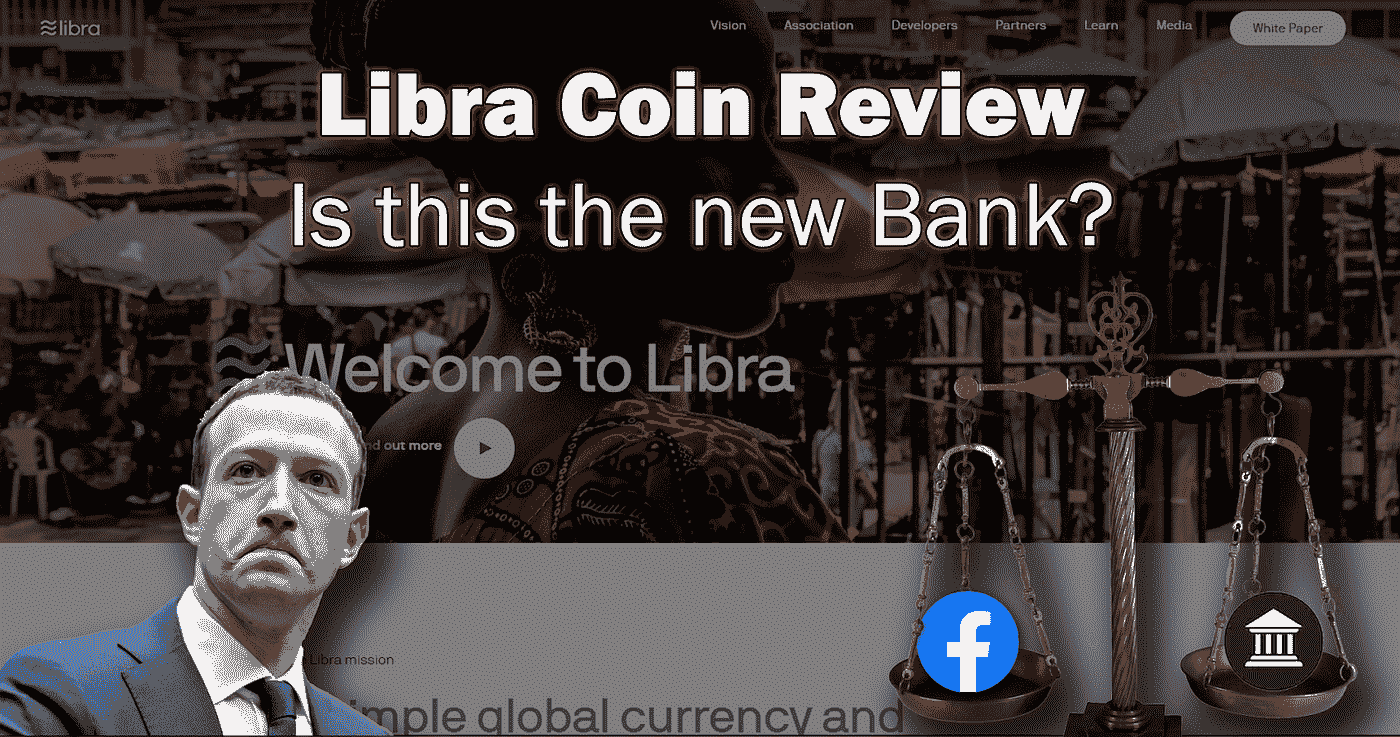 libra
Vision Association Developers Partners Learn Media White Paper
Libra Coin Review
Is this the new Bank?
Welcome to Libra
nd out more
Libra mission
imple global currency and